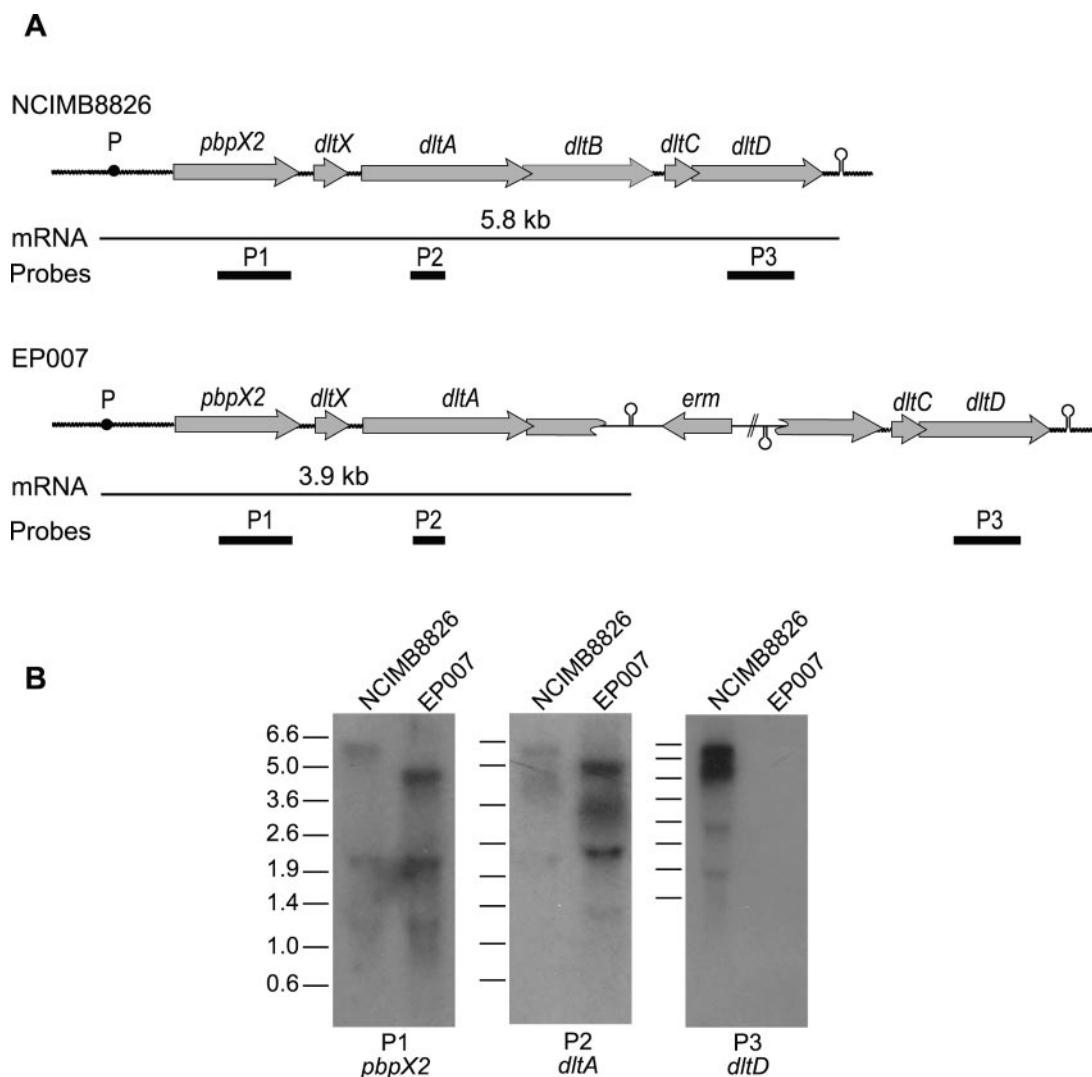 A
NCIMB8826
P pbpX2 dltX dltA dltB dltC dltD
5.8 kb
mRNA
Probes P1 P2 P3
EP007
P pbpX2 dltX dltA erm dltC dltD
3.9 kb
mRNA
Probes P1 P2 P3
B
NCIMB8826 EP007 NCIMB8826 EP007 NCIMB8826 EP007
6.6
5.0
3.6
2.6
1.9
1.4
1.0
0.6
P1 P2 P3
pbpX2 dltA dltD